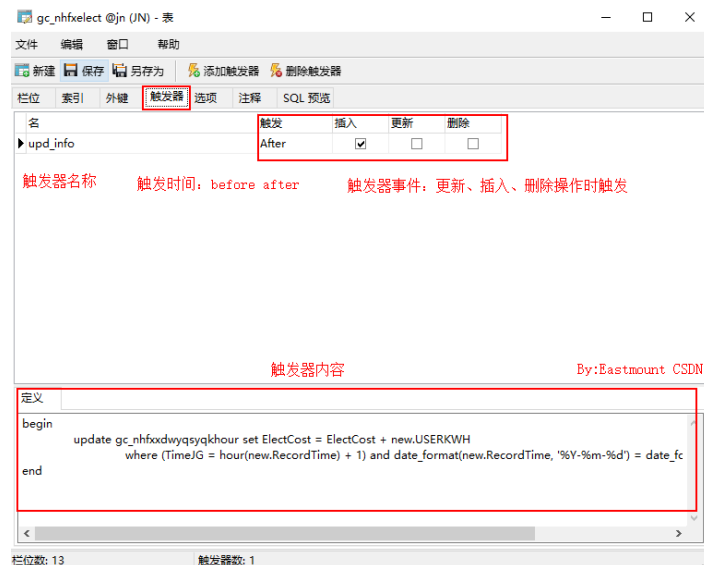 gc_nhfxelect @jn (JN) - 表
文件 编辑 窗口 帮助
新建 保存 另存为 添加触发器 删除触发器
栏位 索引 外键 触发器 选项 注释 SQL 预览
名 触发 插入 更新 删除
upd_info After
触发器名称 触发时间：before after 触发器事件：更新、插入、删除操作时触发
触发器内容 By:Eastmount CSDN
定义
begin
update gc_nhfxxdwyqsyqkhour set ElectCost = ElectCost + new.USERKWH
where (TimeJG = hour(new.RecordTime) + 1) and date_format(new.RecordTime, '%Y-%m-%d') = date_fc
end
栏位数: 13 触发器数: 1